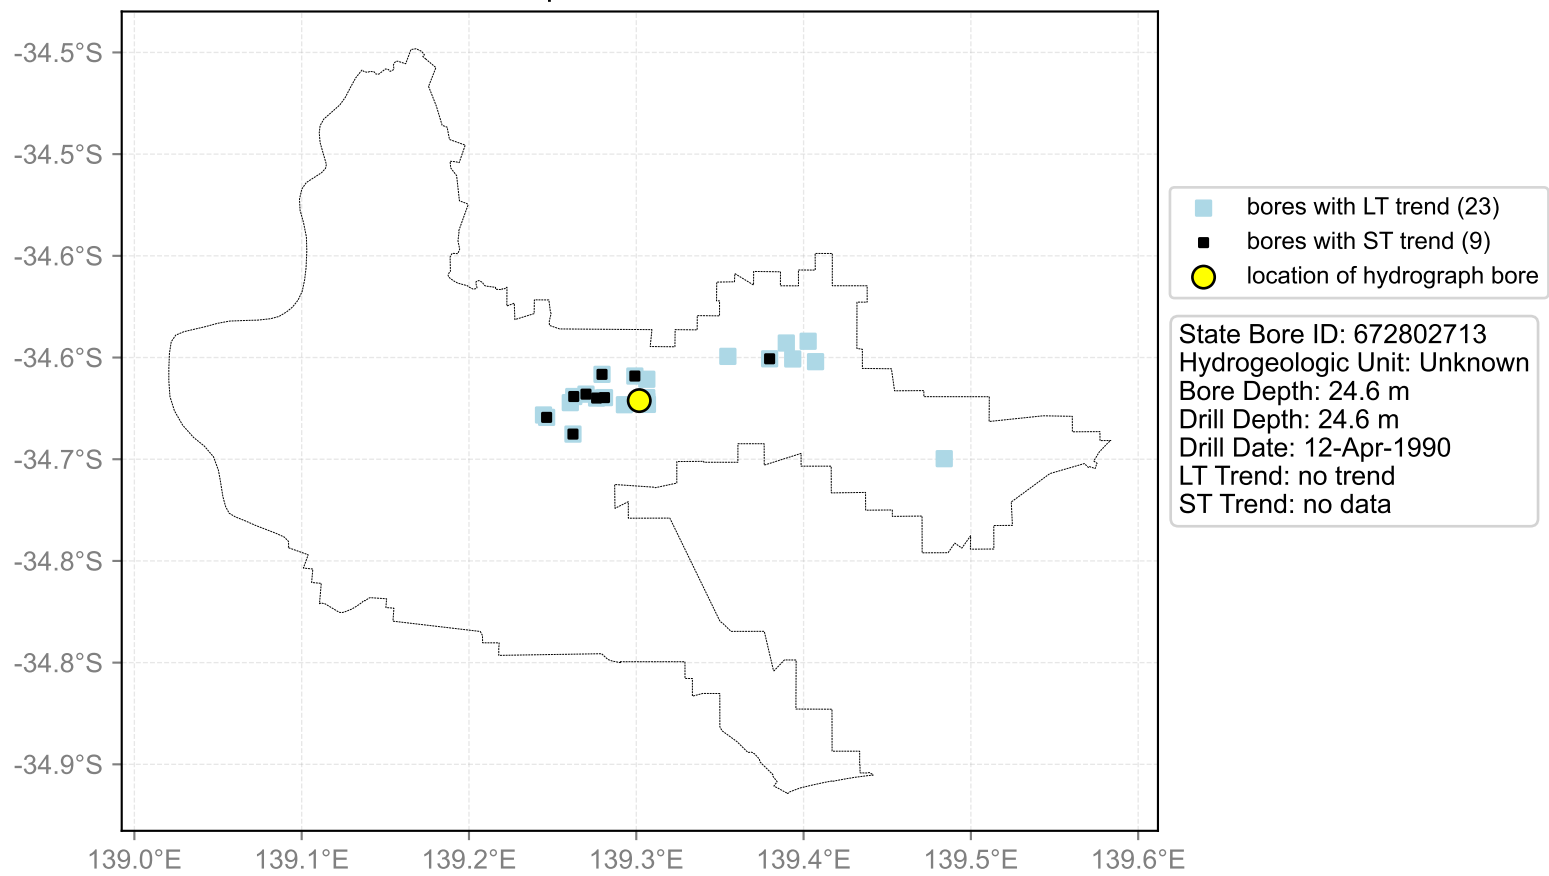 -34.5°S
-34.5°S
-34.6°S
-34.6°S
-34.7°S
-34.8°S
-34.8°S
-34.9°S
139.0°E 139.1°E 139.2°E 139.3°E 139.4°E 139.5°E 139.6°E
bores with LT trend (23)
bores with ST trend (9)
location of hydrograph bore
State Bore ID: 672802713
Hydrogeologic Unit: Unknown
Bore Depth: 24.6 m
Drill Depth: 24.6 m
Drill Date: 12-Apr-1990
LT Trend: no trend
ST Trend: no data